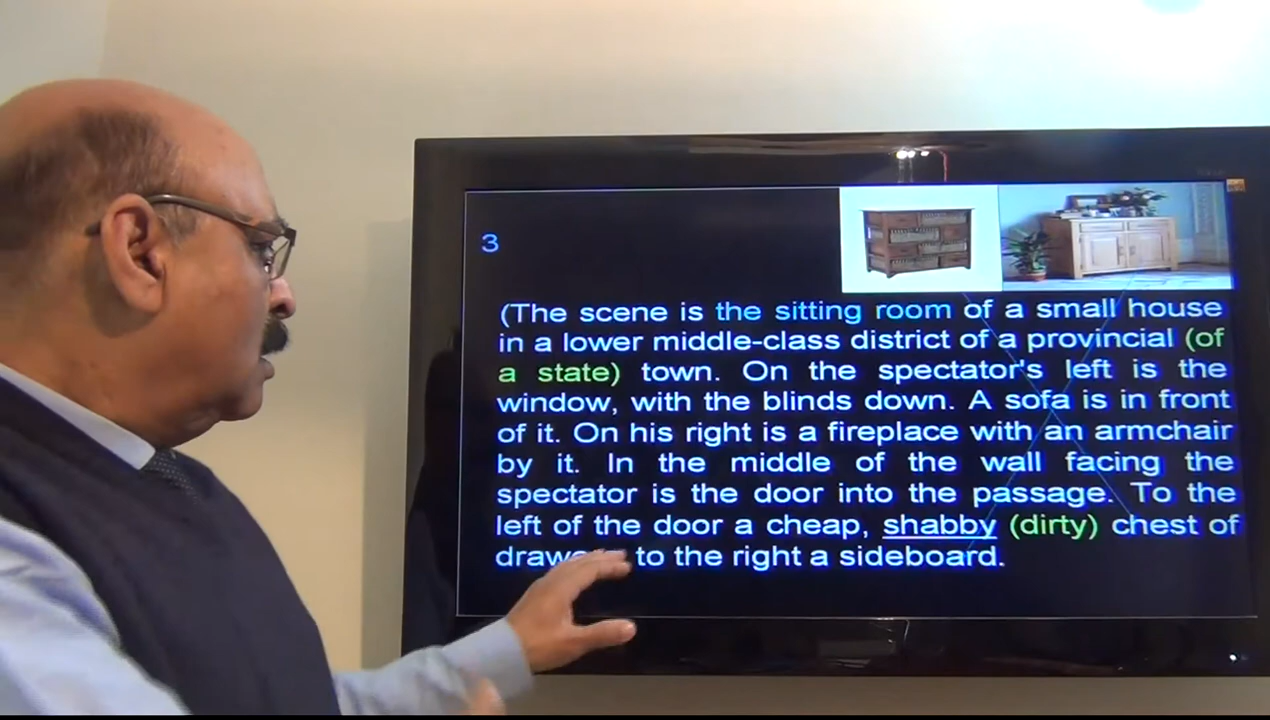 3
(The scene is the sitting room of a small house
in a lower middle-class district of a provincial (of
a state) town. On the spectator's left is the
window, with the blinds down. A sofa is in front
of it. On his right is a fireplace with an armchair
by it. In the middle of the wall facing the
spectator is the door into the passage. To the
left of the door a cheap, shabby (dirty) chest of
to the right a sideboard.